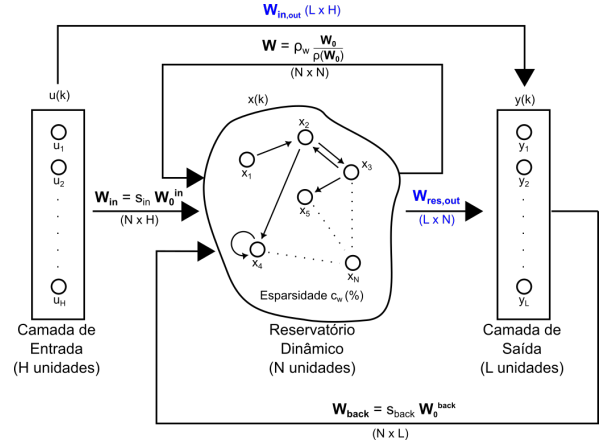 W_in,out (L x H)
W = ρ_w W_0 / ρ(W_0)
(N x N)
u(k)
x(k)
y(k)
u_1
u_2
u_H
x_1
x_2
x_3
x_5
x_4
x_N
y_1
y_2
y_L
W_in = s_in W_0^in
(N x H)
W_res,out
(L x N)
Esparsidade c_w (%)
Camada de
Entrada
(H unidades)
Reservatório
Dinâmico
(N unidades)
Camada de
Saída
(L unidades)
W_back = s_back W_0^back
(N x L)